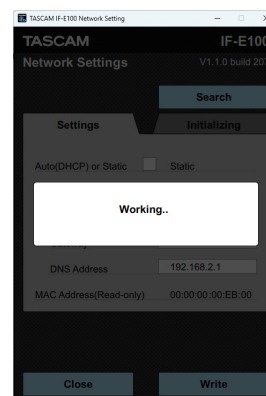 TASCAM IF-E100 Network Setting
TASCAM IF-E100
Network Settings V1.1.0 build 207
Search
Settings Initializing
Auto(DHCP) or Static Static
Working..
DNS Address 192.168.2.1
MAC Address(Read-only) 00:00:00:00:EB:00
Close Write